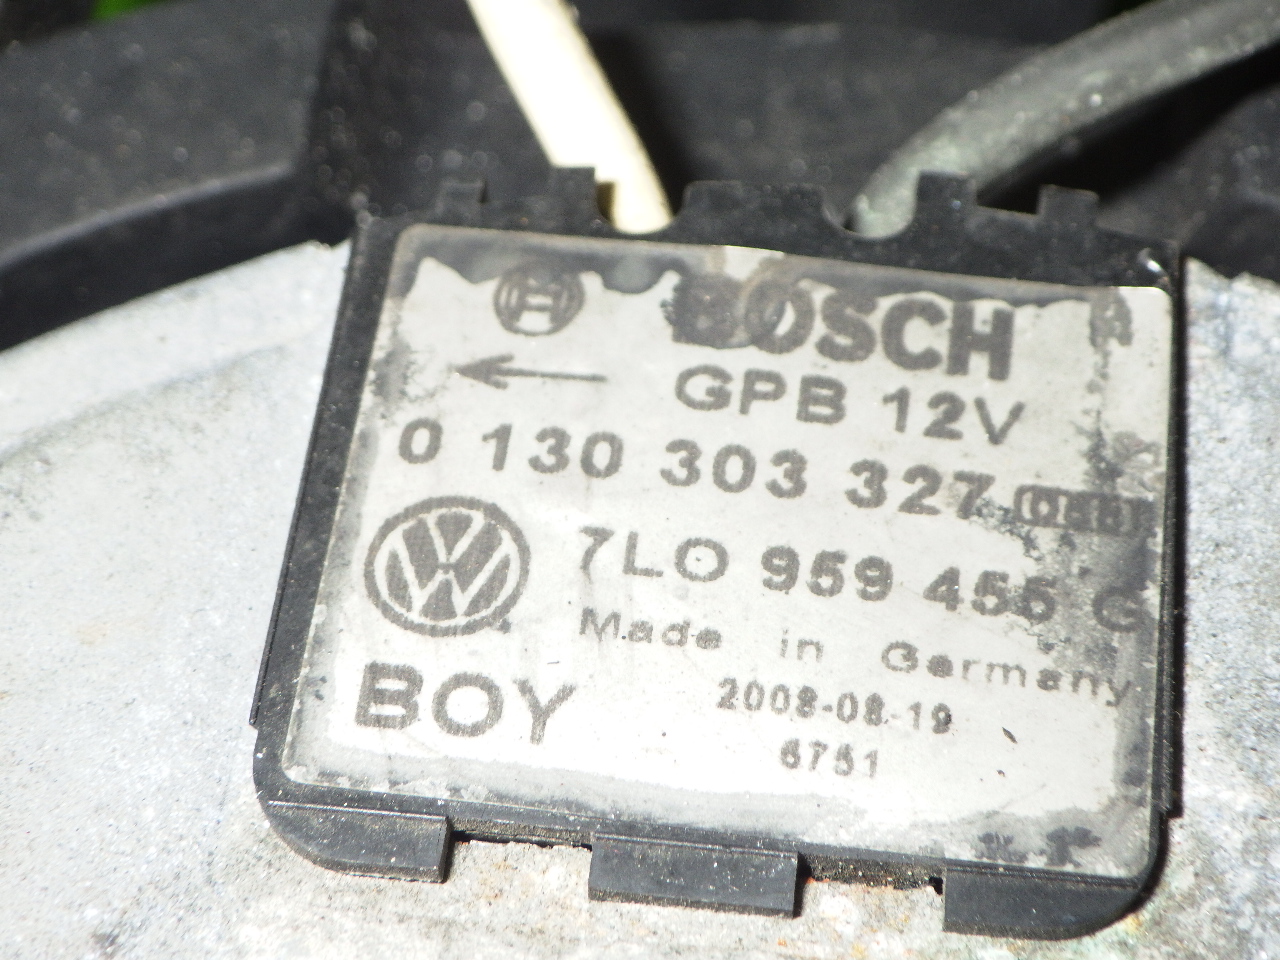 BOSCH
GPB 12V
0 130 303 327
7L0 959 455 G
Made in Germany
BOY
2008-08-19
6751